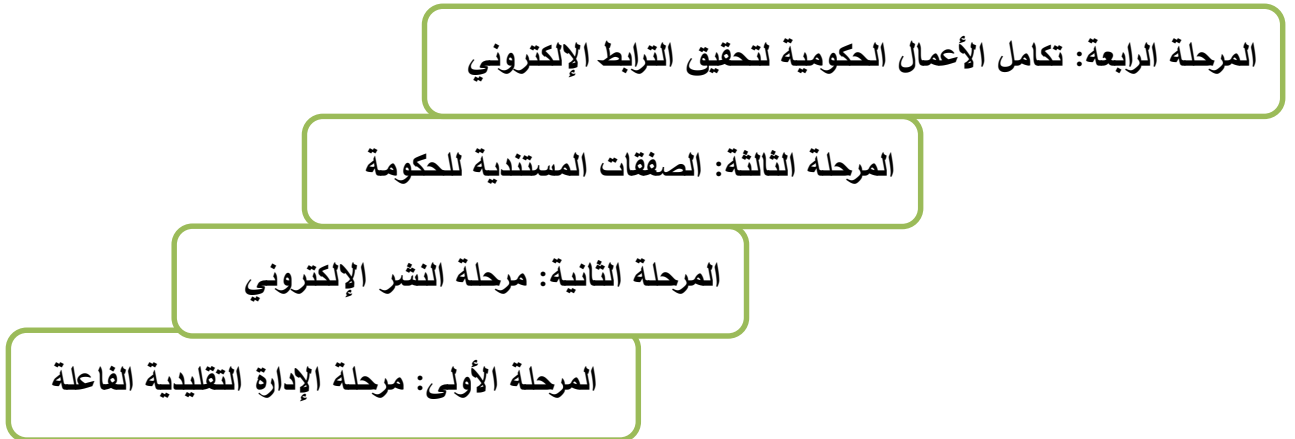 المرحلة الرابعة: تكامل الأعمال الحكومية لتحقيق الترابط الإلكتروني
المرحلة الثالثة: الصفقات المستندية للحكومة
المرحلة الثانية: مرحلة النشر الإلكتروني
المرحلة الأولى: مرحلة الإدارة التقليدية الفاعلة